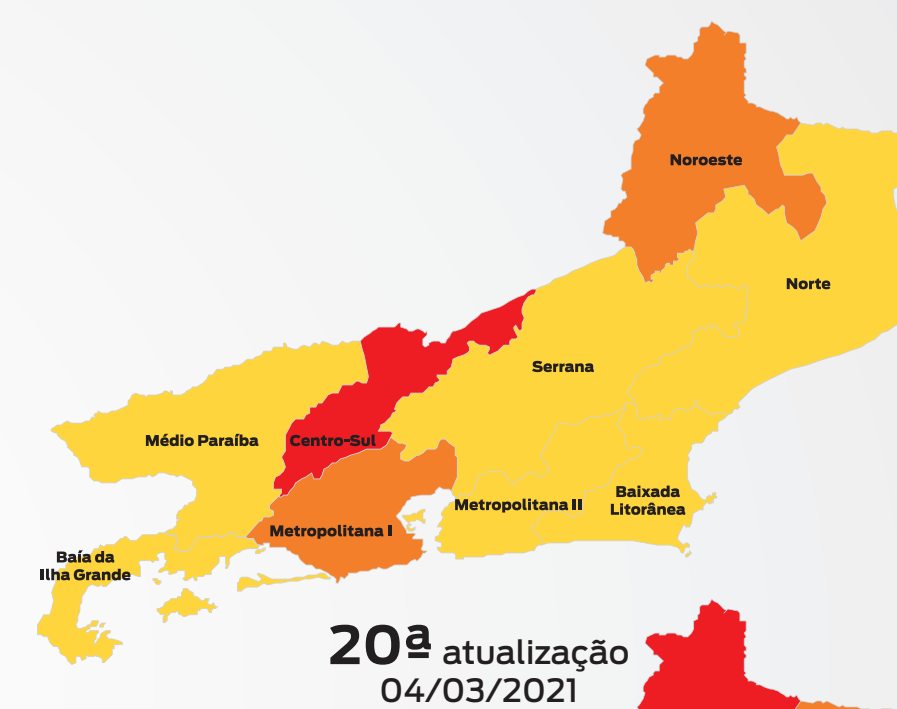 Noroeste
Norte
Serrana
Médio Paraíba
Centro-Sul
Metropolitana I
Metropolitana II
Baixada
Litorânea
Baía da
Ilha Grande
20ª atualização
04/03/2021